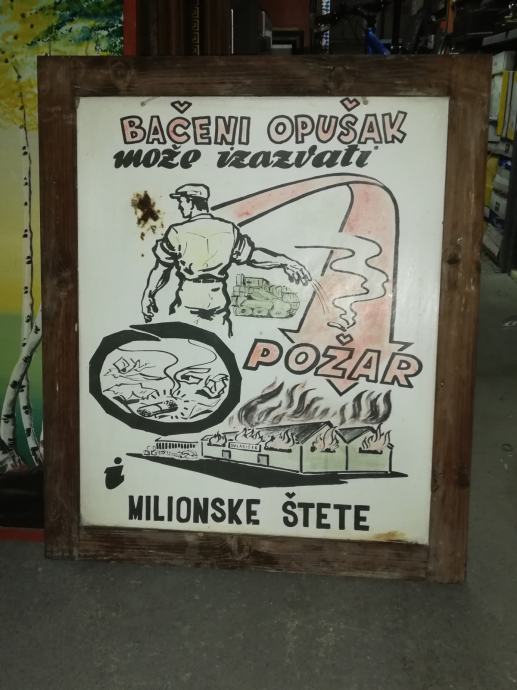 BAČENI OPUŠAK
može izazvati
POŽAR
i
MILIONSKE ŠTETE